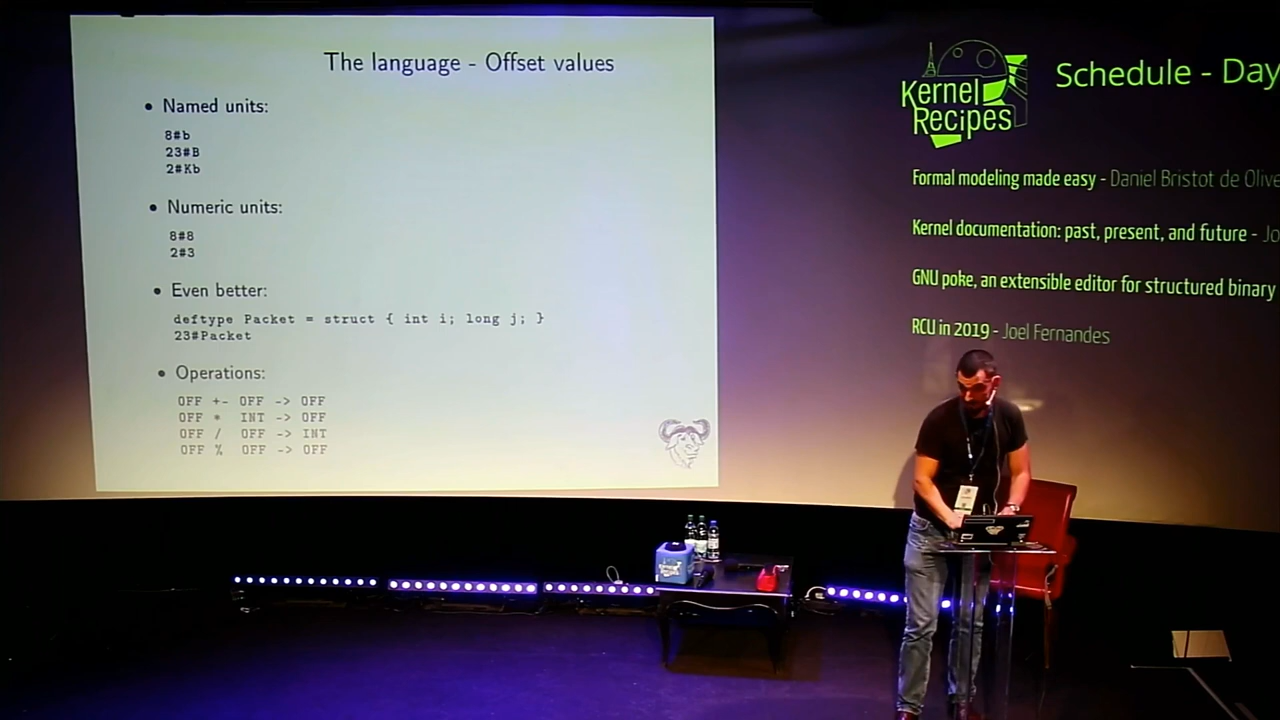 The language - Offset values
• Named units:
8#b
23#B
2#Kb
• Numeric units:
8#8
2#3
• Even better:
deftype Packet = struct { int i; long j; }
23#Packet
• Operations:
OFF +- OFF -> OFF
OFF * INT -> OFF
OFF / OFF -> INT
OFF % OFF -> OFF
Kernel
Recipes
Schedule - Day
Formal modeling made easy - Daniel Bristot de Olive
Kernel documentation: past, present, and future - Jo
GNU poke, an extensible editor for structured binary
RCU in 2019 - Joel Fernandes